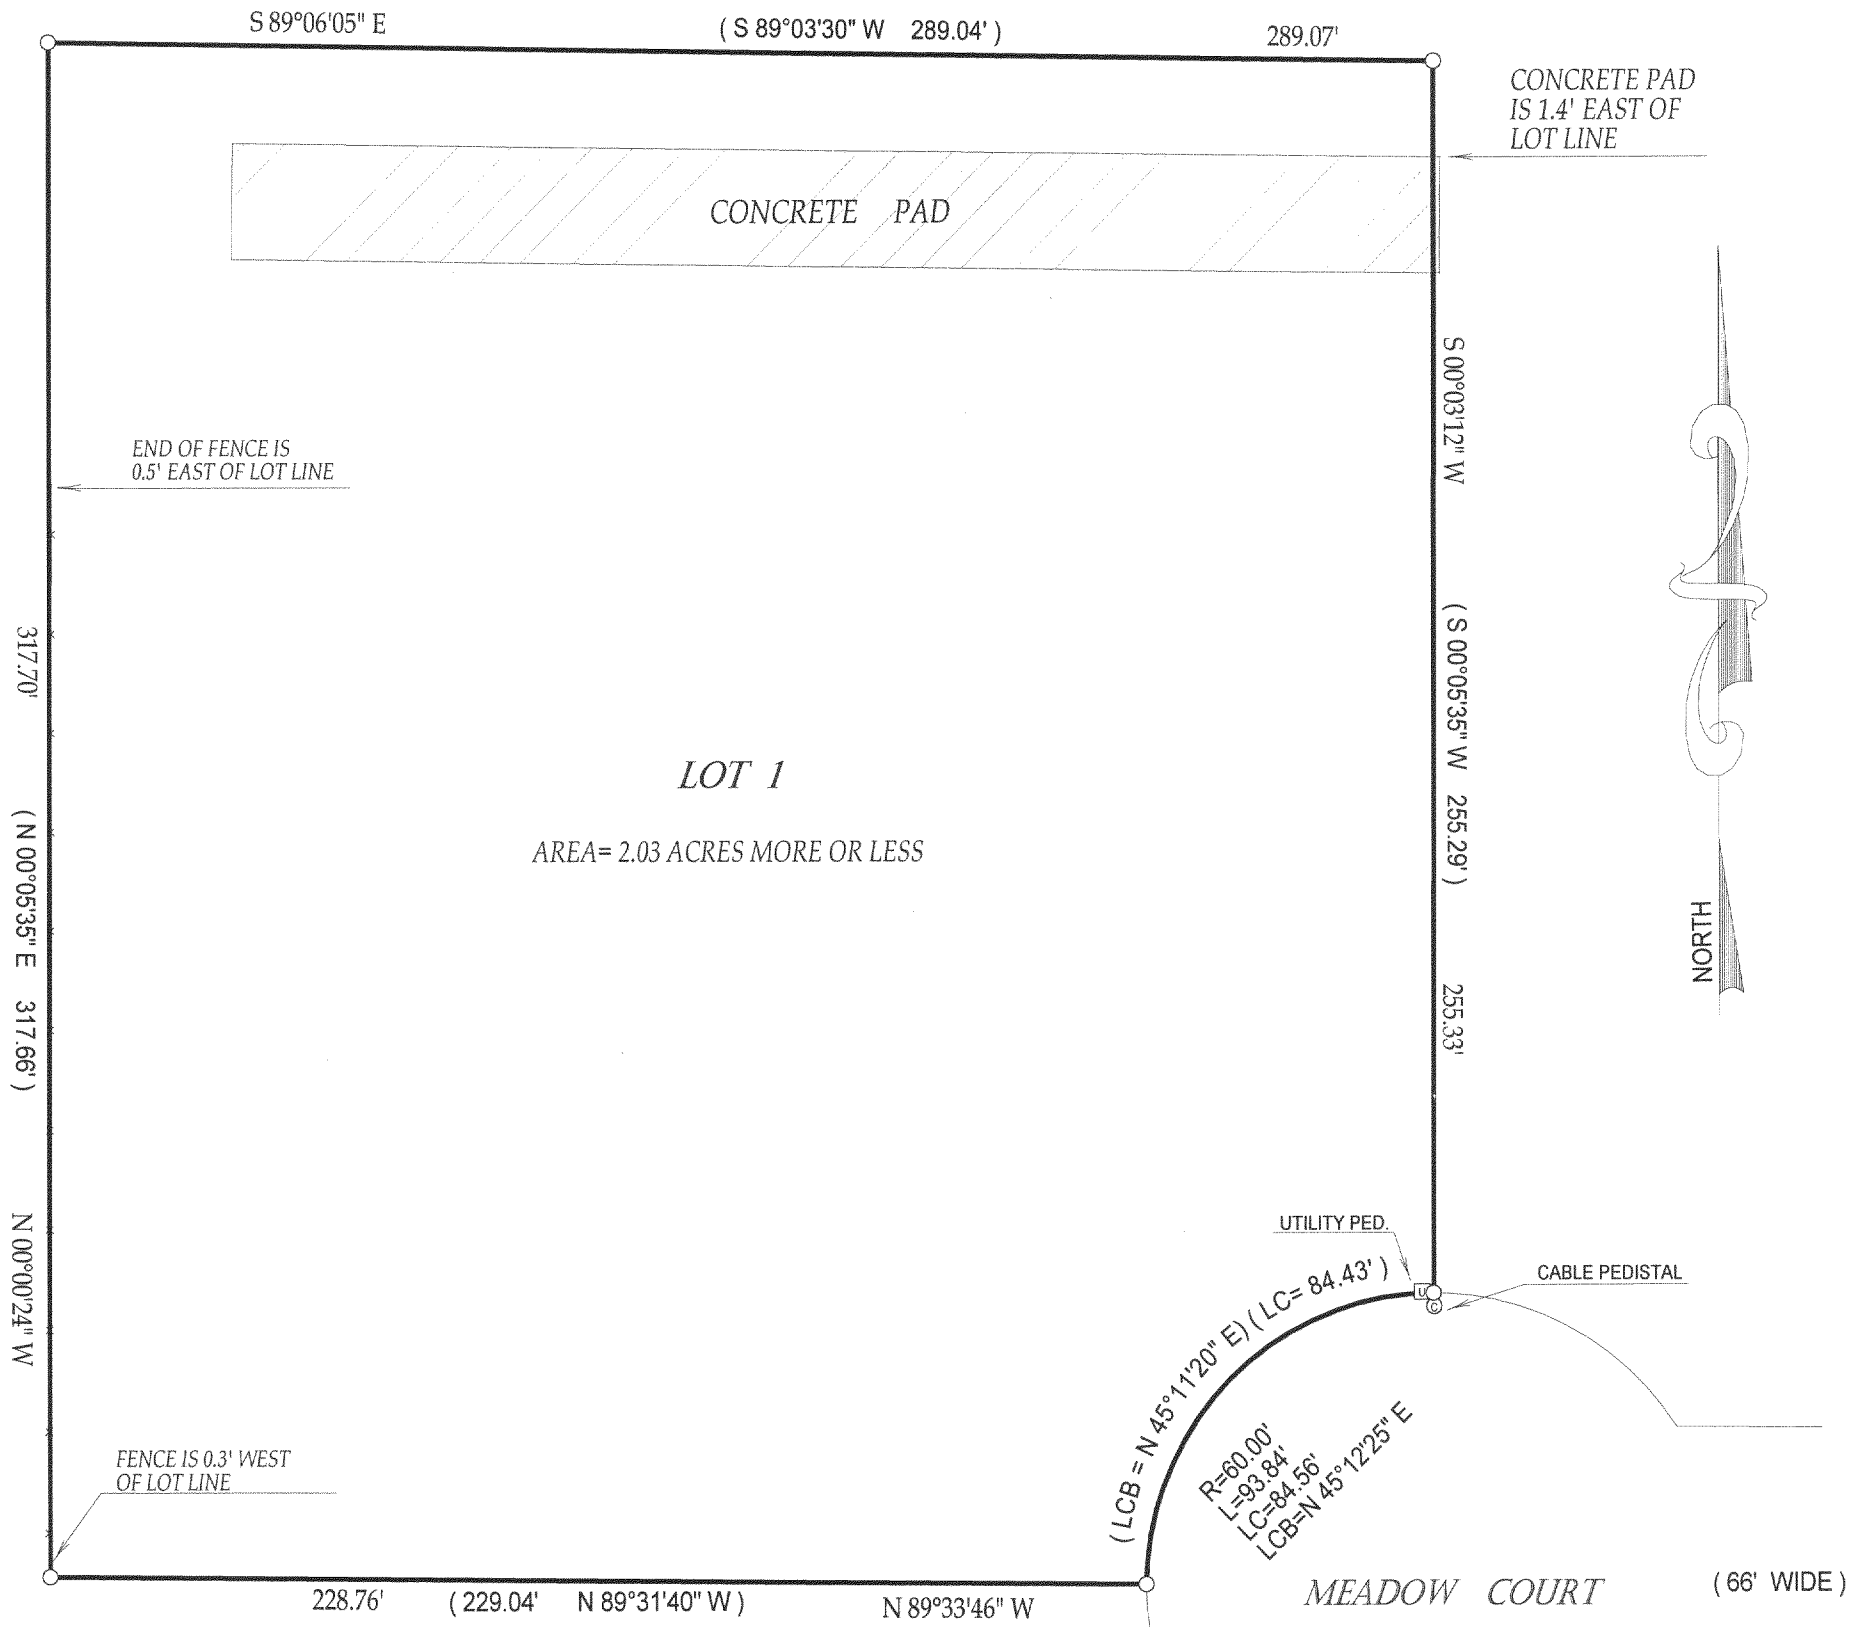 S 89°06'05" E
( S 89°03'30" W 289.04' )
289.07'
CONCRETE PAD
IS 1.4' EAST OF
LOT LINE
CONCRETE PAD
S 00°03'12" W
( S 00°05'35" W 255.29' )
255.33'
NORTH
END OF FENCE IS
0.5' EAST OF LOT LINE
317.70'
( N 00°05'35" E 317.66' )
N 00°00'24" W
LOT 1
AREA= 2.03 ACRES MORE OR LESS
UTILITY PED.
U
C
CABLE PEDISTAL
( LCB = N 45°11'20" E) ( LC= 84.43' )
R=60.00'
L=93.84'
LC=84.56'
LCB=N 45°12'25" E
FENCE IS 0.3' WEST
OF LOT LINE
228.76'
( 229.04' N 89°31'40" W )
N 89°33'46" W
MEADOW COURT
( 66' WIDE )